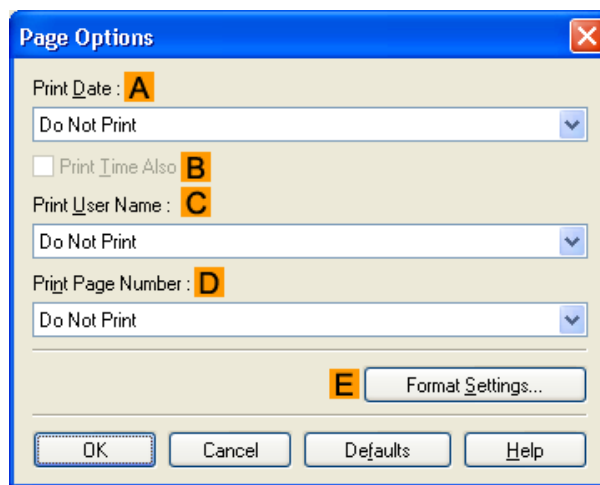 Page Options
Print Date : A
Do Not Print
Print Time Also B
Print User Name : C
Do Not Print
Print Page Number : D
Do Not Print
E Format Settings...
OK Cancel Defaults Help